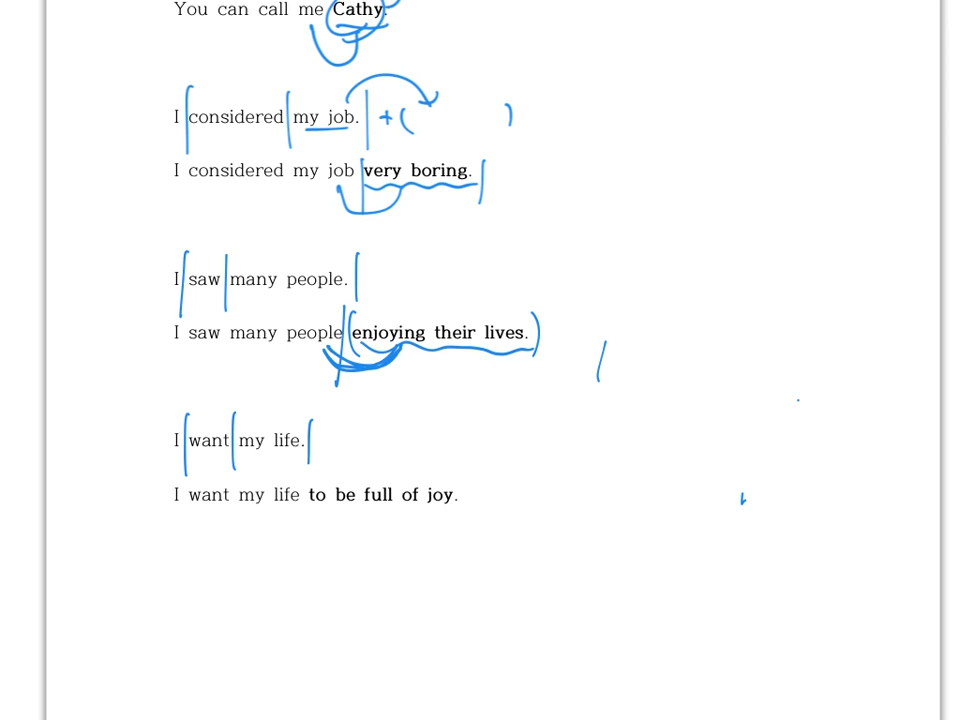 You can call me Cathy.
I considered my job. + ( )
I considered my job very boring.
I saw many people.
I saw many people (enjoying their lives.)
I want my life.
I want my life to be full of joy.